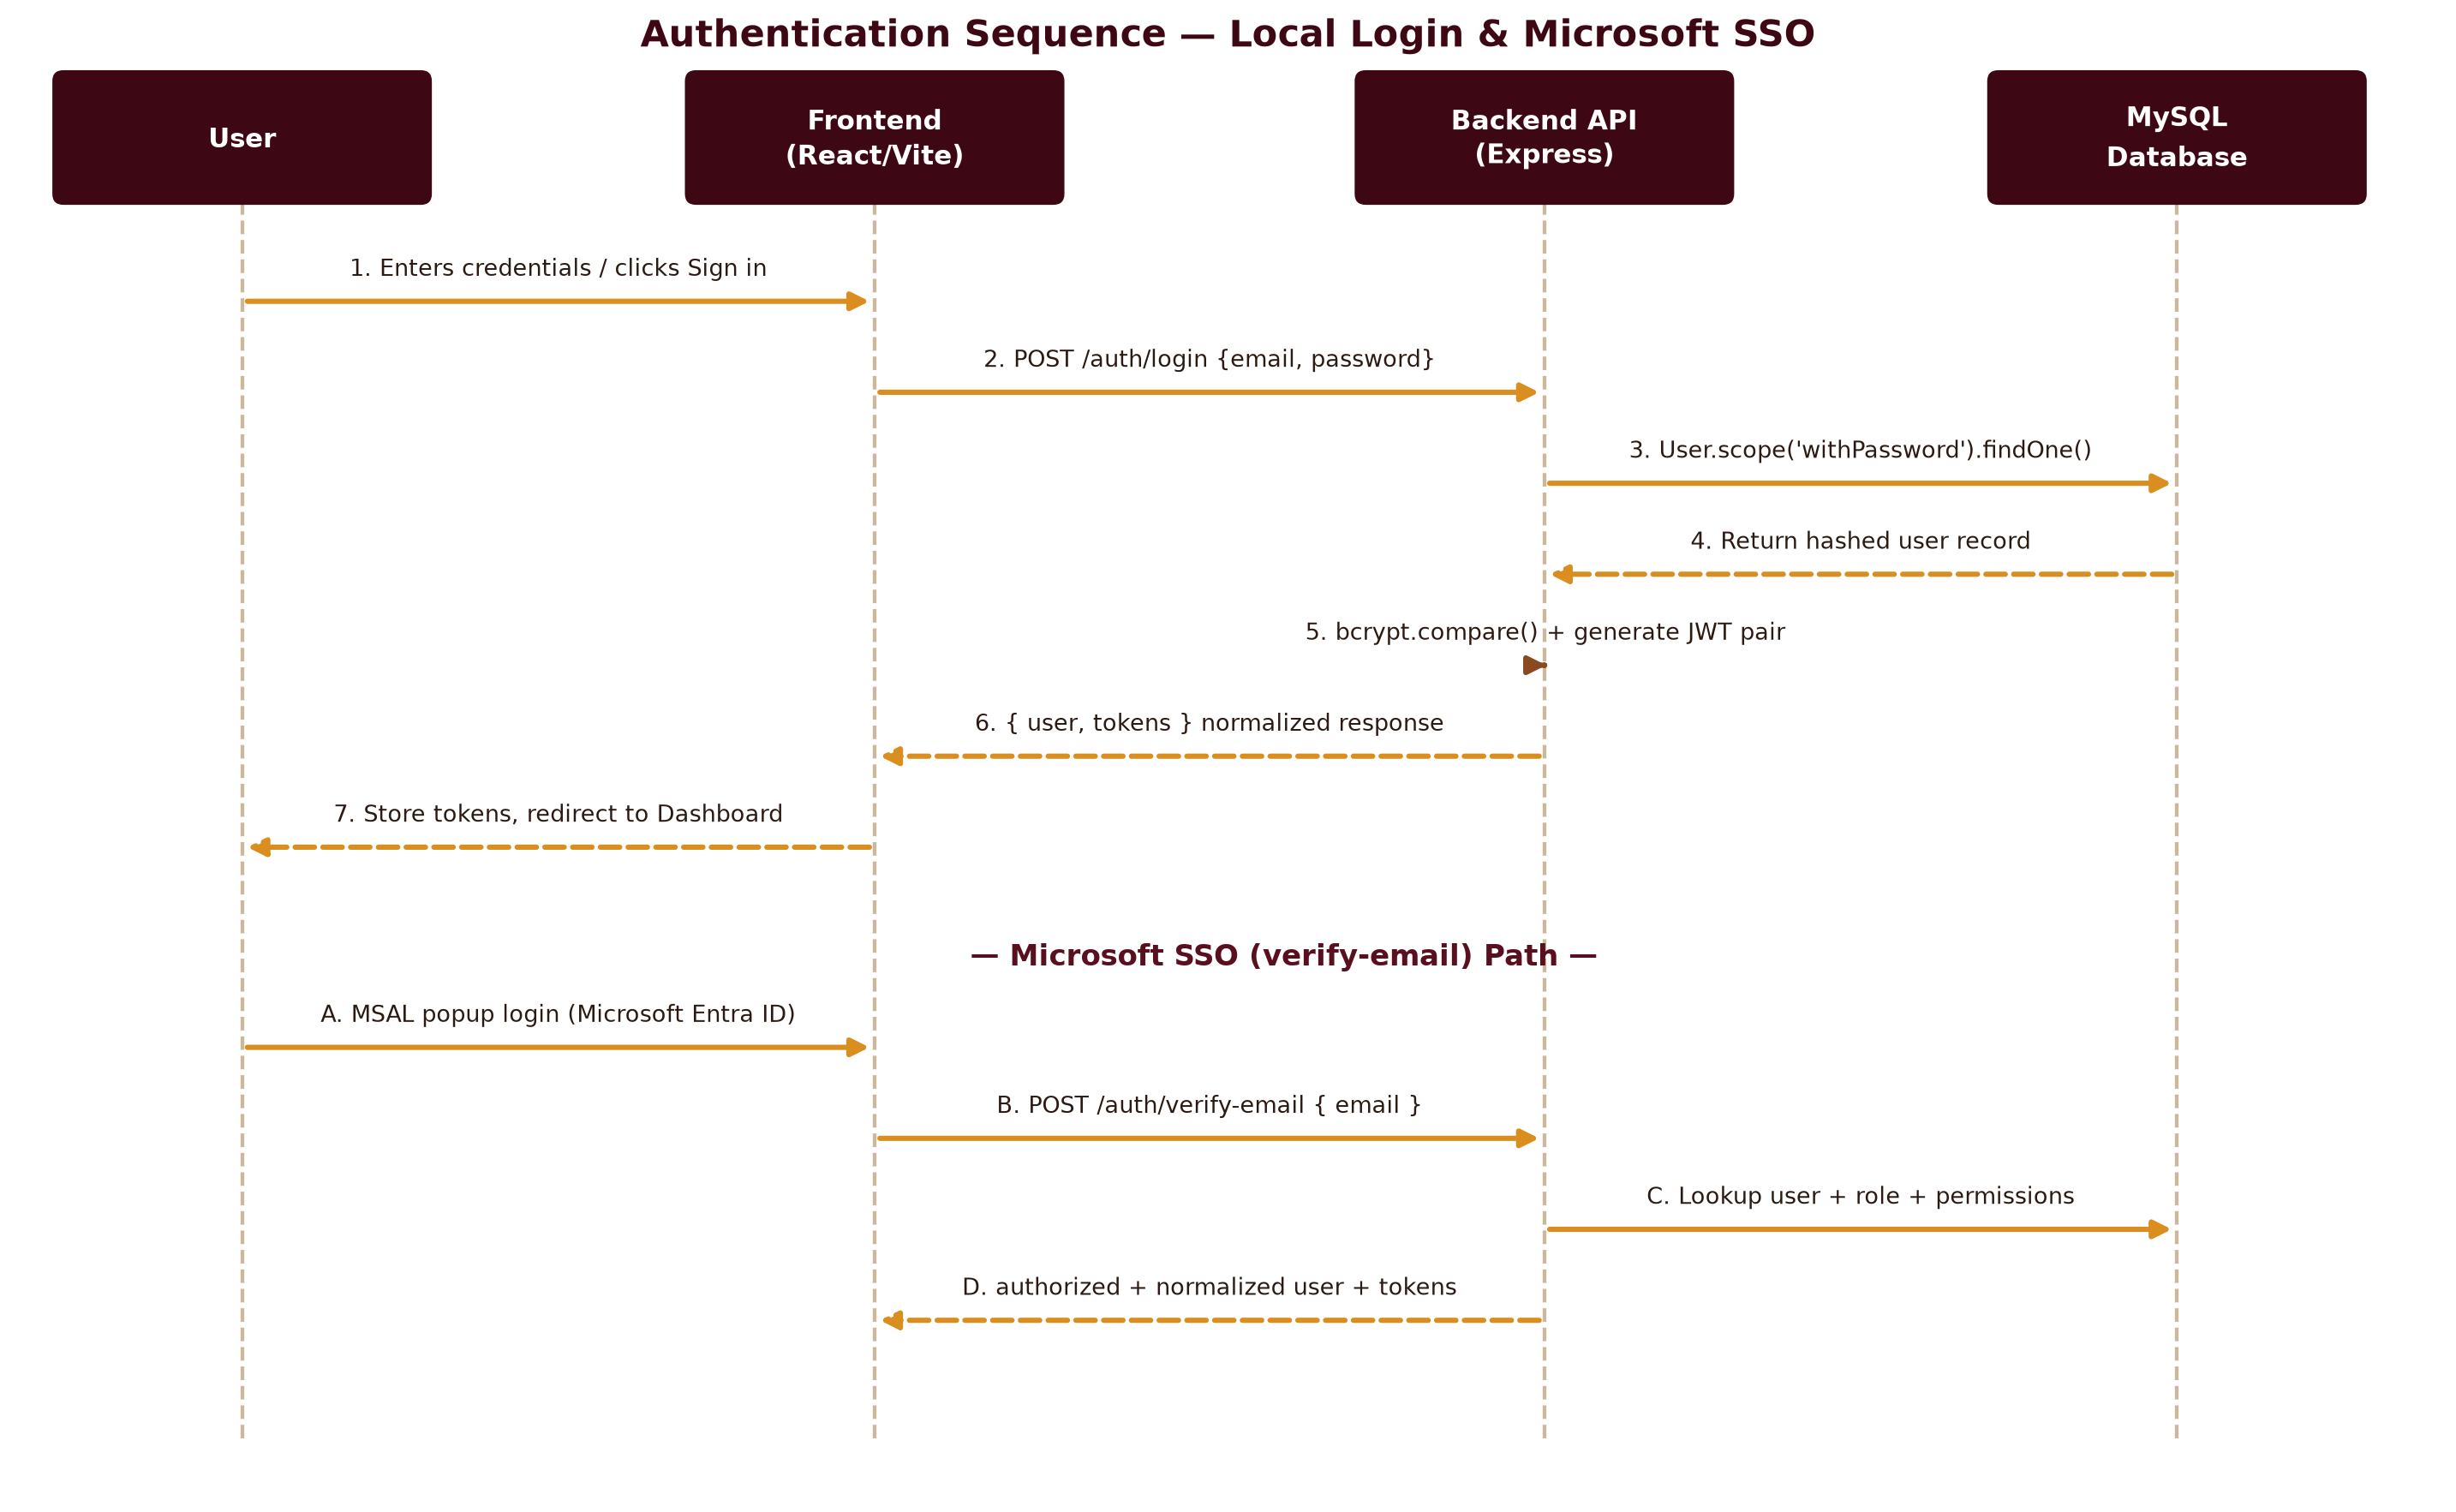 Authentication Sequence — Local Login & Microsoft SSO
User
Frontend
(React/Vite)
Backend API
(Express)
MySQL
Database
1. Enters credentials / clicks Sign in
2. POST /auth/login {email, password}
3. User.scope('withPassword').findOne()
4. Return hashed user record
5. bcrypt.compare() + generate JWT pair
6. { user, tokens } normalized response
7. Store tokens, redirect to Dashboard
— Microsoft SSO (verify-email) Path —
A. MSAL popup login (Microsoft Entra ID)
B. POST /auth/verify-email { email }
C. Lookup user + role + permissions
D. authorized + normalized user + tokens